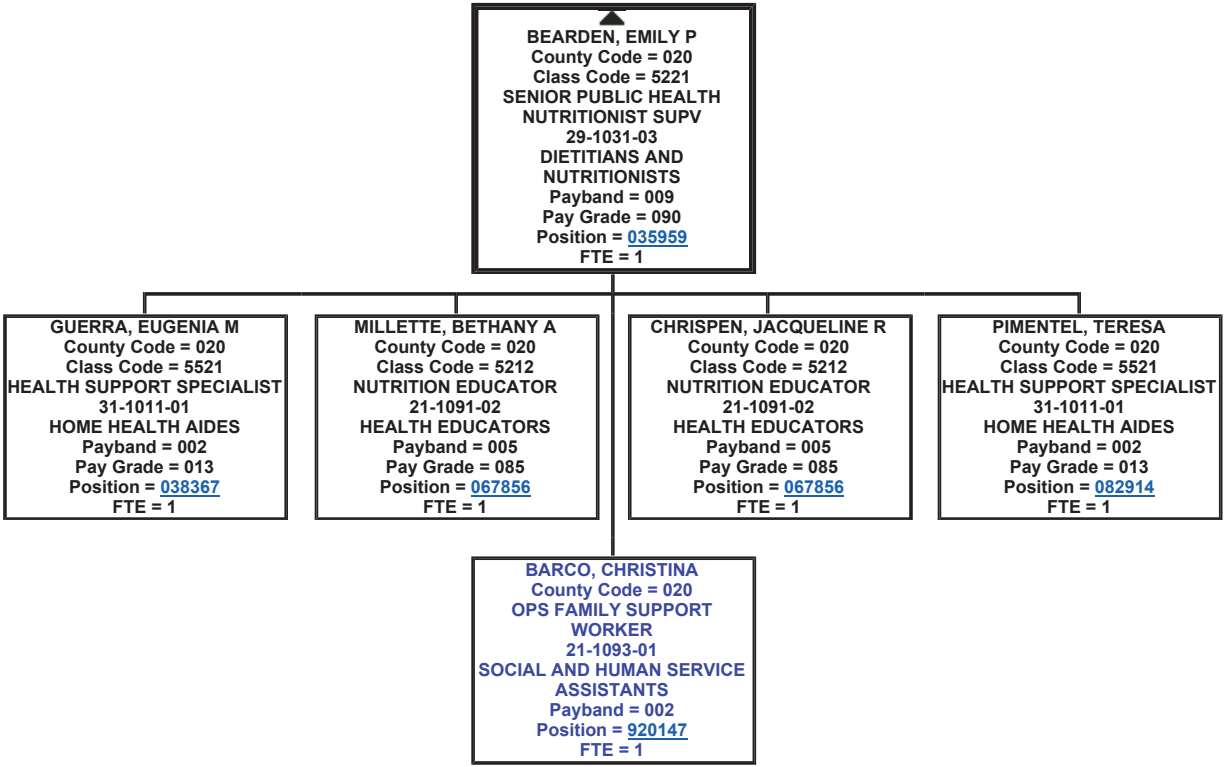 BEARDEN, EMILY P
County Code = 020
Class Code = 5221
SENIOR PUBLIC HEALTH
NUTRITIONIST SUPV
29-1031-03
DIETITIANS AND
NUTRITIONISTS
Payband = 009
Pay Grade = 090
Position = 035959
FTE = 1
GUERRA, EUGENIA M
County Code = 020
Class Code = 5521
HEALTH SUPPORT SPECIALIST
31-1011-01
HOME HEALTH AIDES
Payband = 002
Pay Grade = 013
Position = 038367
FTE = 1
MILLETTE, BETHANY A
County Code = 020
Class Code = 5212
NUTRITION EDUCATOR
21-1091-02
HEALTH EDUCATORS
Payband = 005
Pay Grade = 085
Position = 067856
FTE = 1
CHRISPEN, JACQUELINE R
County Code = 020
Class Code = 5212
NUTRITION EDUCATOR
21-1091-02
HEALTH EDUCATORS
Payband = 005
Pay Grade = 085
Position = 067856
FTE = 1
PIMENTEL, TERESA
County Code = 020
Class Code = 5521
HEALTH SUPPORT SPECIALIST
31-1011-01
HOME HEALTH AIDES
Payband = 002
Pay Grade = 013
Position = 082914
FTE = 1
BARCO, CHRISTINA
County Code = 020
OPS FAMILY SUPPORT
WORKER
21-1093-01
SOCIAL AND HUMAN SERVICE
ASSISTANTS
Payband = 002
Position = 920147
FTE = 1